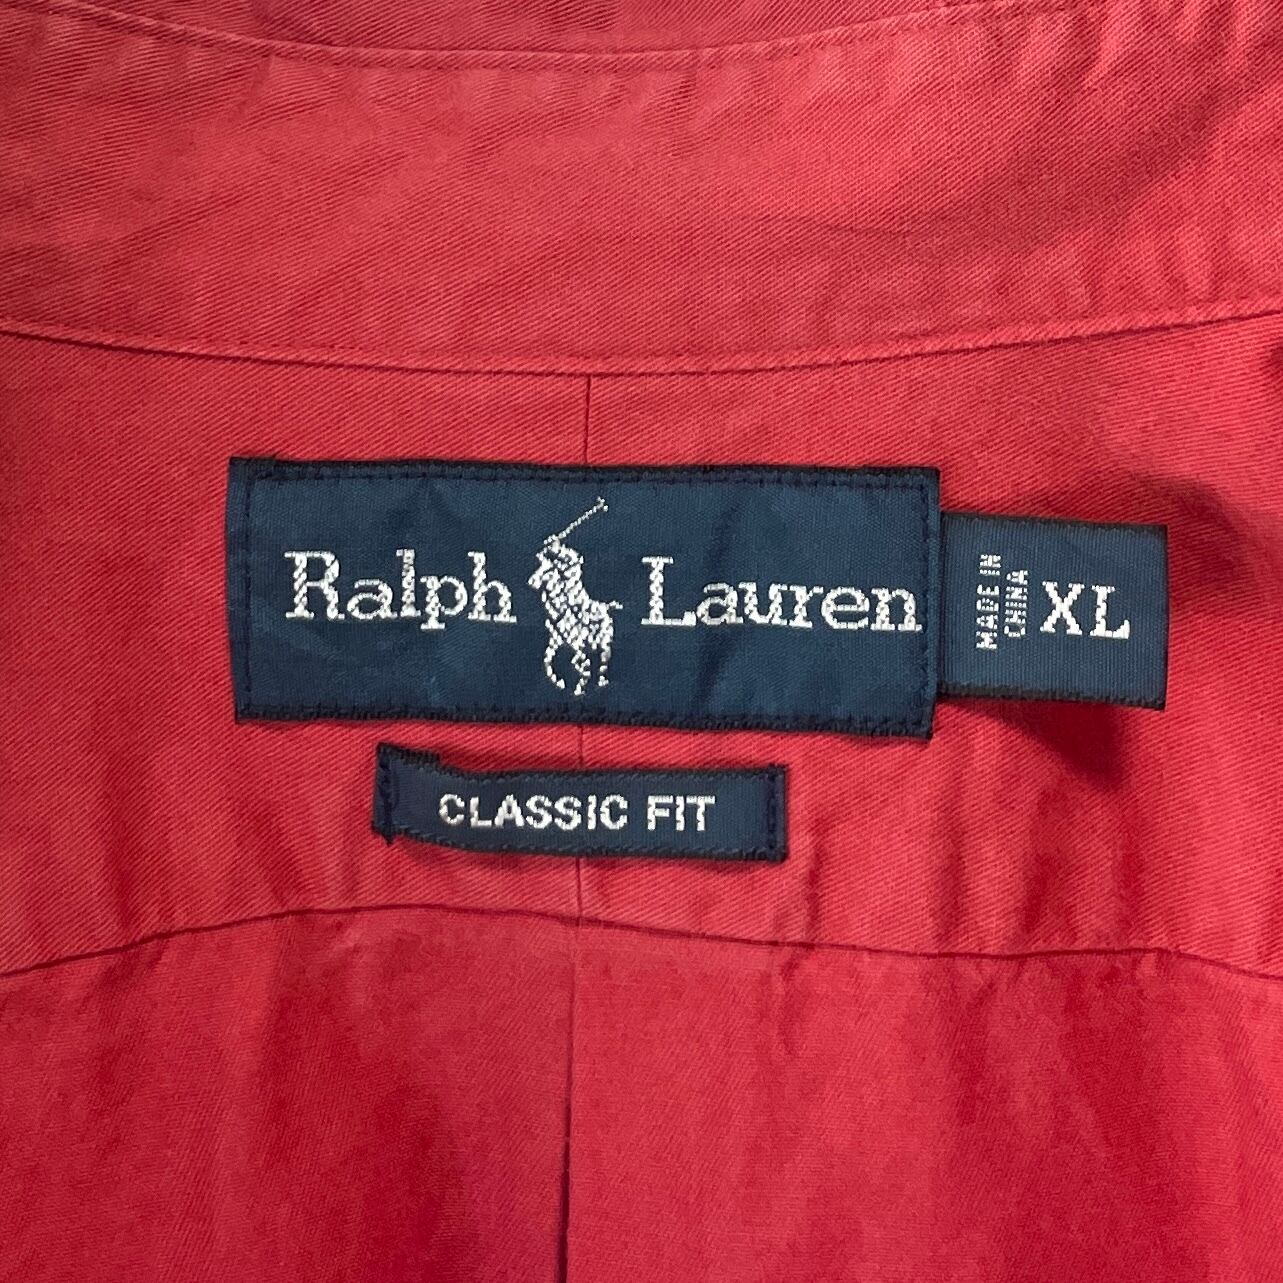 Ralph Lauren
MADE IN
CHINA
XL
CLASSIC FIT